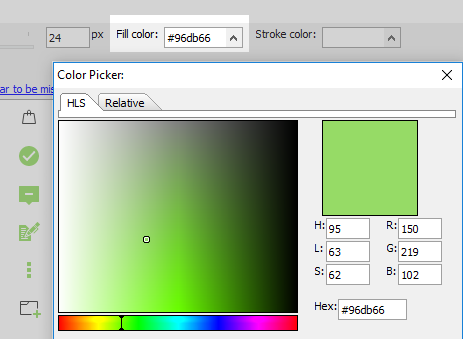 24 px Fill color: #96db66 Stroke color:
ar to be mis
Color Picker:
HLS Relative
H: 95 R: 150
L: 63 G: 219
S: 62 B: 102
Hex: #96db66